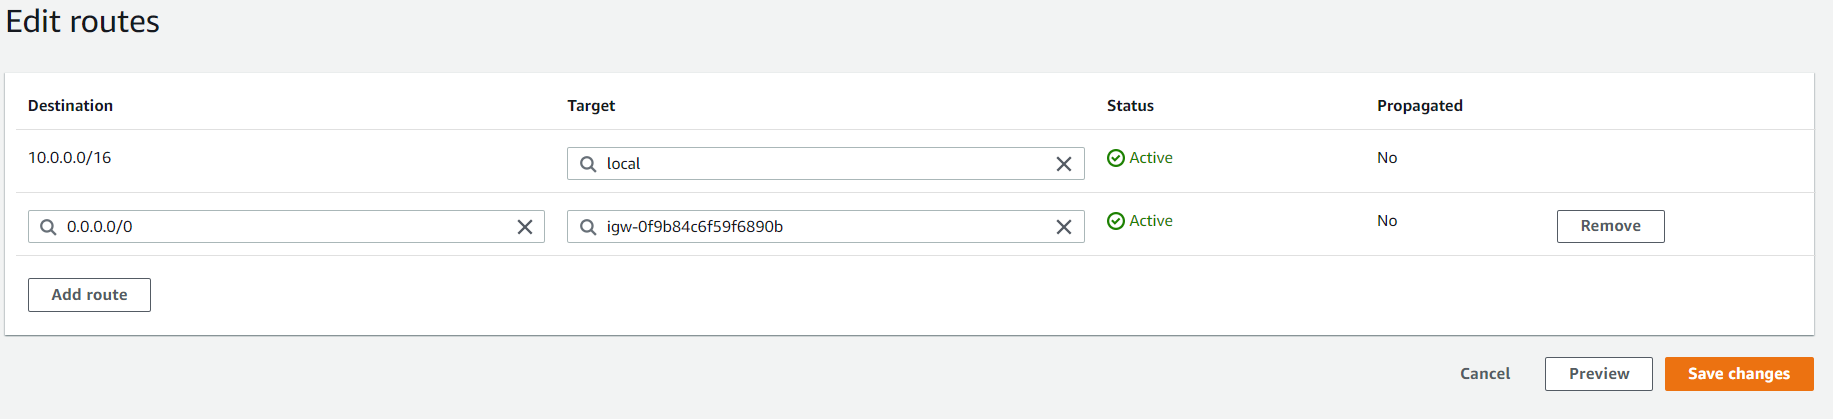 Edit routes
Destination Target Status Propagated
10.0.0.0/16 local Active No
0.0.0.0/0 igw-0f9b84c6f59f6890b Active No Remove
Add route
Cancel Preview Save changes